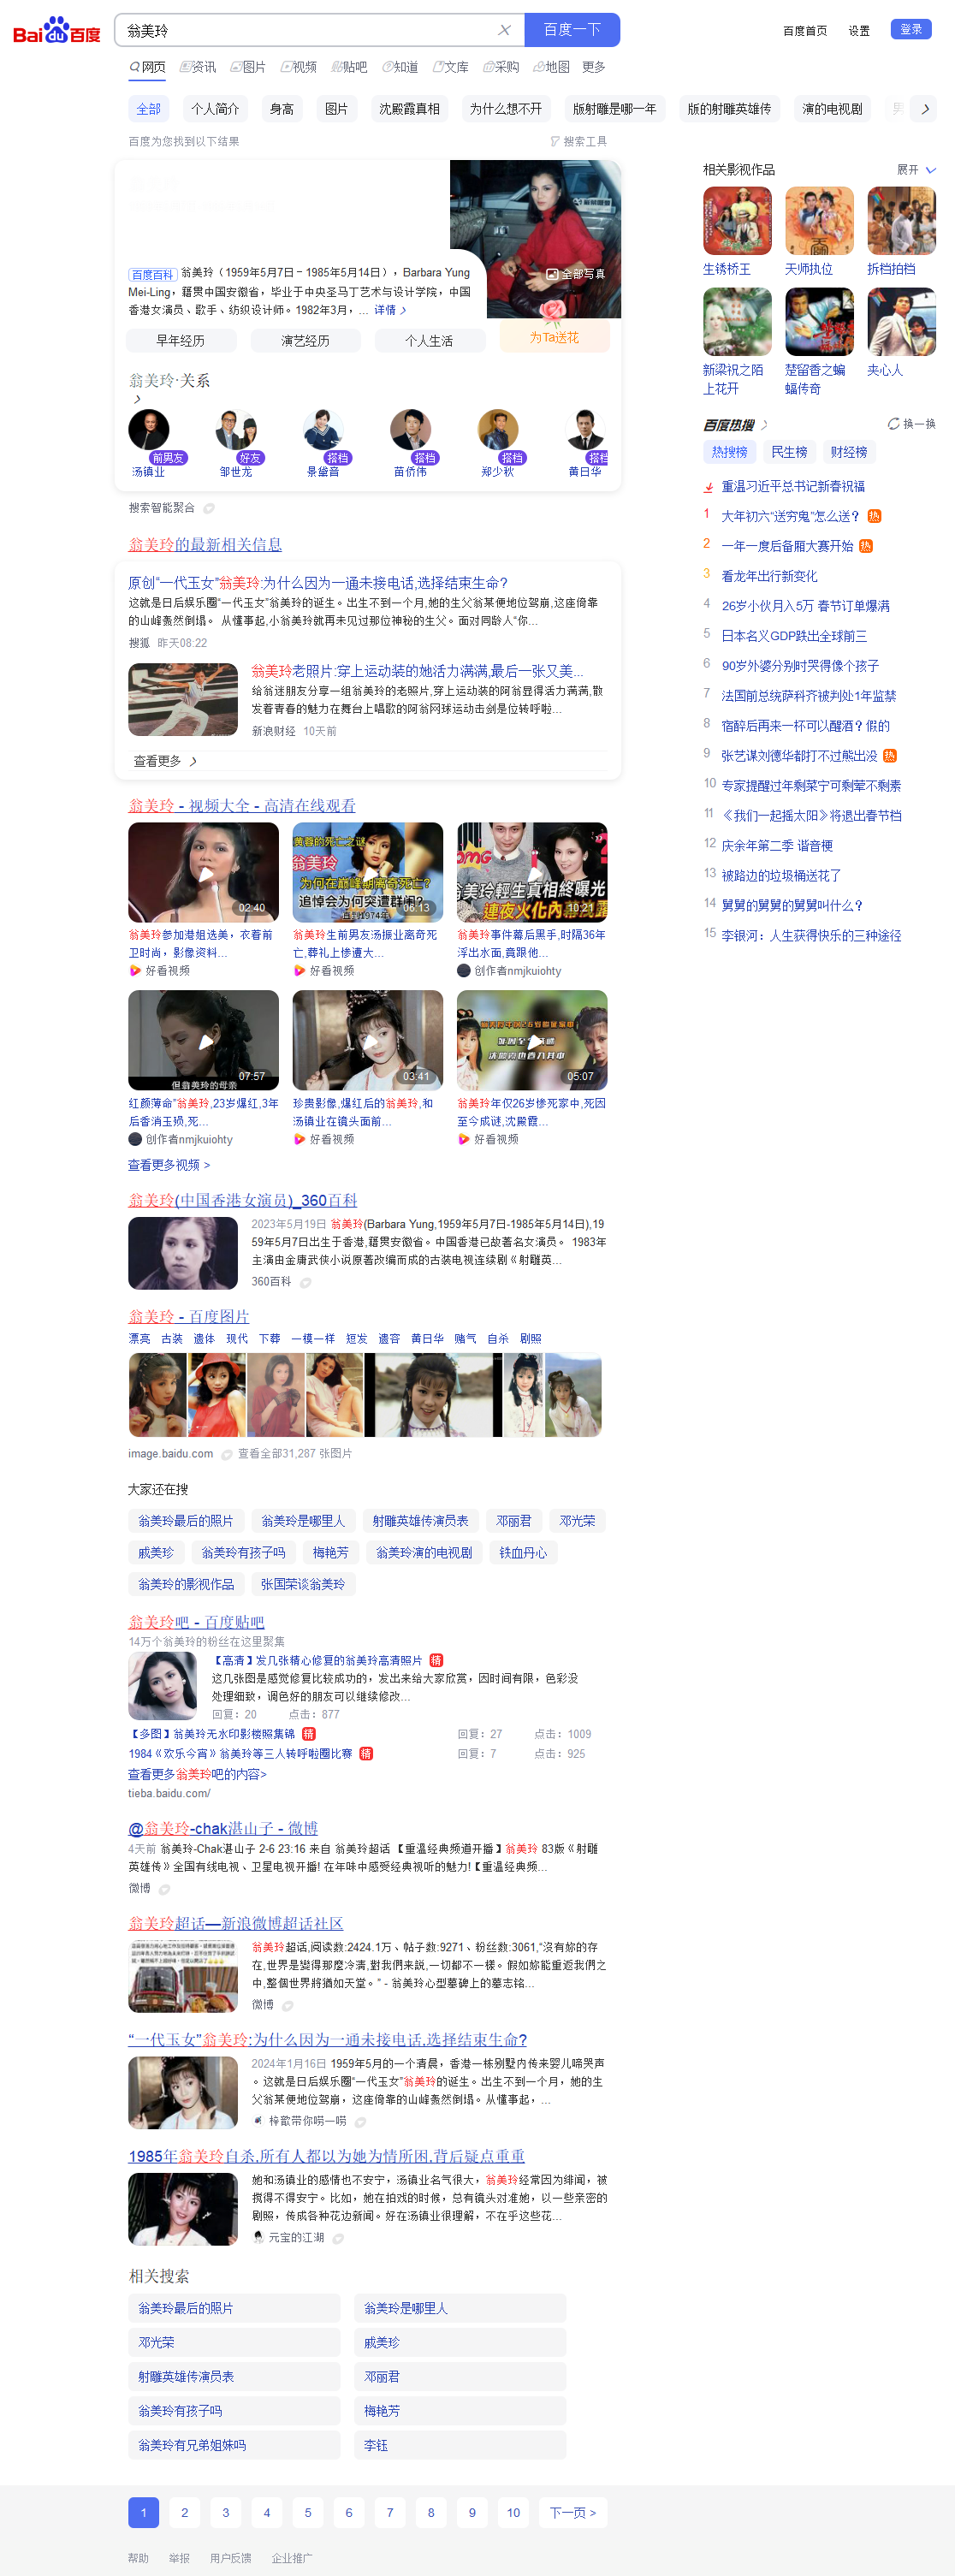 Bai 百度
翁美玲
百度一下
百度首页 设置 登录
网页 资讯 图片 视频 贴吧 知道 文库 采购 地图 更多
全部 个人简介 身高 图片 沈殿霞真相 为什么想不开 版射雕是哪一年 版的射雕英雄传 演的电视剧 男
百度为您找到以下结果
搜索工具
全部写真
百度百科 翁美玲（1959年5月7日－1985年5月14日），Barbara Yung
Mei-Ling，籍贯中国安徽省，毕业于中央圣马丁艺术与设计学院，中国
香港女演员、歌手、纺织设计师。1982年3月，... 详情 >
早年经历 演艺经历 个人生活 为Ta送花
翁美玲·关系
>
前男友 好友 搭档 搭档 搭档 搭档
汤镇业 邹世龙 景黛音 苗侨伟 郑少秋 黄日华
搜索智能聚合
翁美玲的最新相关信息
原创“一代玉女”翁美玲:为什么因为一通未接电话,选择结束生命?
这就是日后娱乐圈“一代玉女”翁美玲的诞生。出生不到一个月,她的生父翁某便地位驾崩,这座倚靠
的山峰轰然倒塌。 从懂事起,小翁美玲就再未见过那位神秘的生父。面对同龄人“你...
搜狐 昨天08:22
翁美玲老照片:穿上运动装的她活力满满,最后一张又美...
给翁迷朋友分享一组翁美玲的老照片,穿上运动装的阿翁显得活力满满,散
发着青春的魅力在舞台上唱歌的阿翁网球运动击剑是位转呼啦...
新浪财经 10天前
查看更多 >
翁美玲 - 视频大全 - 高清在线观看
02:40
黄蓉的死亡之谜
翁美玲
为何在巅峰期离奇死亡?
追悼会为何突遭群闹?
06:13
OMG
翁美玲輕生真相終曝光
連夜火化內
10:21
翁美玲参加港姐选美，衣着前
卫时尚，影像资料...
好看视频
翁美玲生前男友汤振业离奇死
亡,葬礼上惨遭大...
好看视频
翁美玲事件幕后黑手,时隔36年
浮出水面,竟跟他...
创作者nmjkuiohty
但翁美玲的母亲
07:57
03:41
05:07
红颜薄命"翁美玲,23岁爆红,3年
后香消玉殒,死...
创作者nmjkuiohty
珍贵影像,爆红后的翁美玲,和
汤镇业在镜头面前...
好看视频
翁美玲年仅26岁惨死家中,死因
至今成谜,沈殿霞...
好看视频
查看更多视频 >
翁美玲(中国香港女演员)_360百科
2023年5月19日 翁美玲(Barbara Yung,1959年5月7日-1985年5月14日),19
59年5月7日出生于香港,籍贯安徽省。中国香港已故著名女演员。 1983年
主演由金庸武侠小说原著改编而成的古装电视连续剧《射雕英...
360百科
翁美玲 - 百度图片
漂亮 古装 遗体 现代 下葬 一模一样 短发 遗容 黄日华 赌气 自杀 剧照
image.baidu.com 查看全部31,287 张图片
大家还在搜
翁美玲最后的照片 翁美玲是哪里人 射雕英雄传演员表 邓丽君 邓光荣
戚美珍 翁美玲有孩子吗 梅艳芳 翁美玲演的电视剧 铁血丹心
翁美玲的影视作品 张国荣谈翁美玲
翁美玲吧 - 百度贴吧
14万个翁美玲的粉丝在这里聚集
【高清】发几张精心修复的翁美玲高清照片 精
这几张图是感觉修复比较成功的，发出来给大家欣赏，因时间有限，色彩没
处理细致，调色好的朋友可以继续修改...
回复：20 点击：877
【多图】翁美玲无水印影楼照集锦 精 回复：27 点击：1009
1984《欢乐今宵》翁美玲等三人转呼啦圈比赛 精 回复：7 点击：925
查看更多翁美玲吧的内容>
tieba.baidu.com/
@翁美玲-chak湛山子 - 微博
4天前 翁美玲-Chak湛山子 2-6 23:16 来自 翁美玲超话 【重温经典频道开播】翁美玲 83版《射雕
英雄传》全国有线电视、卫星电视开播! 在年味中感受经典视听的魅力!【重温经典频...
微博
翁美玲超话—新浪微博超话社区
翁美玲超话,阅读数:2424.1万、帖子数:9271、粉丝数:3061,“沒有妳的存
在,世界是變得那麼冷清,對我們来説,一切都不一樣。假如妳能重返我們之
中,整個世界將猶如天堂。” - 翁美玲心型墓碑上的墓志铭...
微博
“一代玉女”翁美玲:为什么因为一通未接电话,选择结束生命?
2024年1月16日 1959年5月的一个清晨，香港一栋别墅内传来婴儿啼哭声
。这就是日后娱乐圈“一代玉女”翁美玲的诞生。出生不到一个月，她的生
父翁某便地位驾崩，这座倚靠的山峰轰然倒塌。从懂事起，...
梓歆带你唠一唠
1985年翁美玲自杀,所有人都以为她为情所困,背后疑点重重
她和汤镇业的感情也不安宁，汤镇业名气很大，翁美玲经常因为绯闻，被
搅得不得安宁。比如，她在拍戏的时候，总有镜头对准她，以一些亲密的
剧照，传成各种花边新闻。好在汤镇业很理解，不在乎这些花...
元宝的江湖
相关搜索
翁美玲最后的照片 翁美玲是哪里人
邓光荣 戚美珍
射雕英雄传演员表 邓丽君
翁美玲有孩子吗 梅艳芳
翁美玲有兄弟姐妹吗 李钰
1 2 3 4 5 6 7 8 9 10 下一页 >
帮助 举报 用户反馈 企业推广
相关影视作品 展开
生锈桥王 天师执位 拆档拍档
新梁祝之陌上花开 楚留香之蝙蝠传奇 夹心人
百度热搜 > 换一换
热搜榜 民生榜 财经榜
重温习近平总书记新春祝福
1 大年初六“送穷鬼”怎么送？ 热
2 一年一度后备厢大赛开始 热
3 看龙年出行新变化
4 26岁小伙月入5万 春节订单爆满
5 日本名义GDP跌出全球前三
6 90岁外婆分别时哭得像个孩子
7 法国前总统萨科齐被判处1年监禁
8 宿醉后再来一杯可以醒酒？假的
9 张艺谋刘德华都打不过熊出没 热
10 专家提醒过年剩菜宁可剩荤不剩素
11 《我们一起摇太阳》将退出春节档
12 庆余年第二季 谐音梗
13 被路边的垃圾桶送花了
14 舅舅的舅舅的舅舅叫什么？
15 李银河：人生获得快乐的三种途径